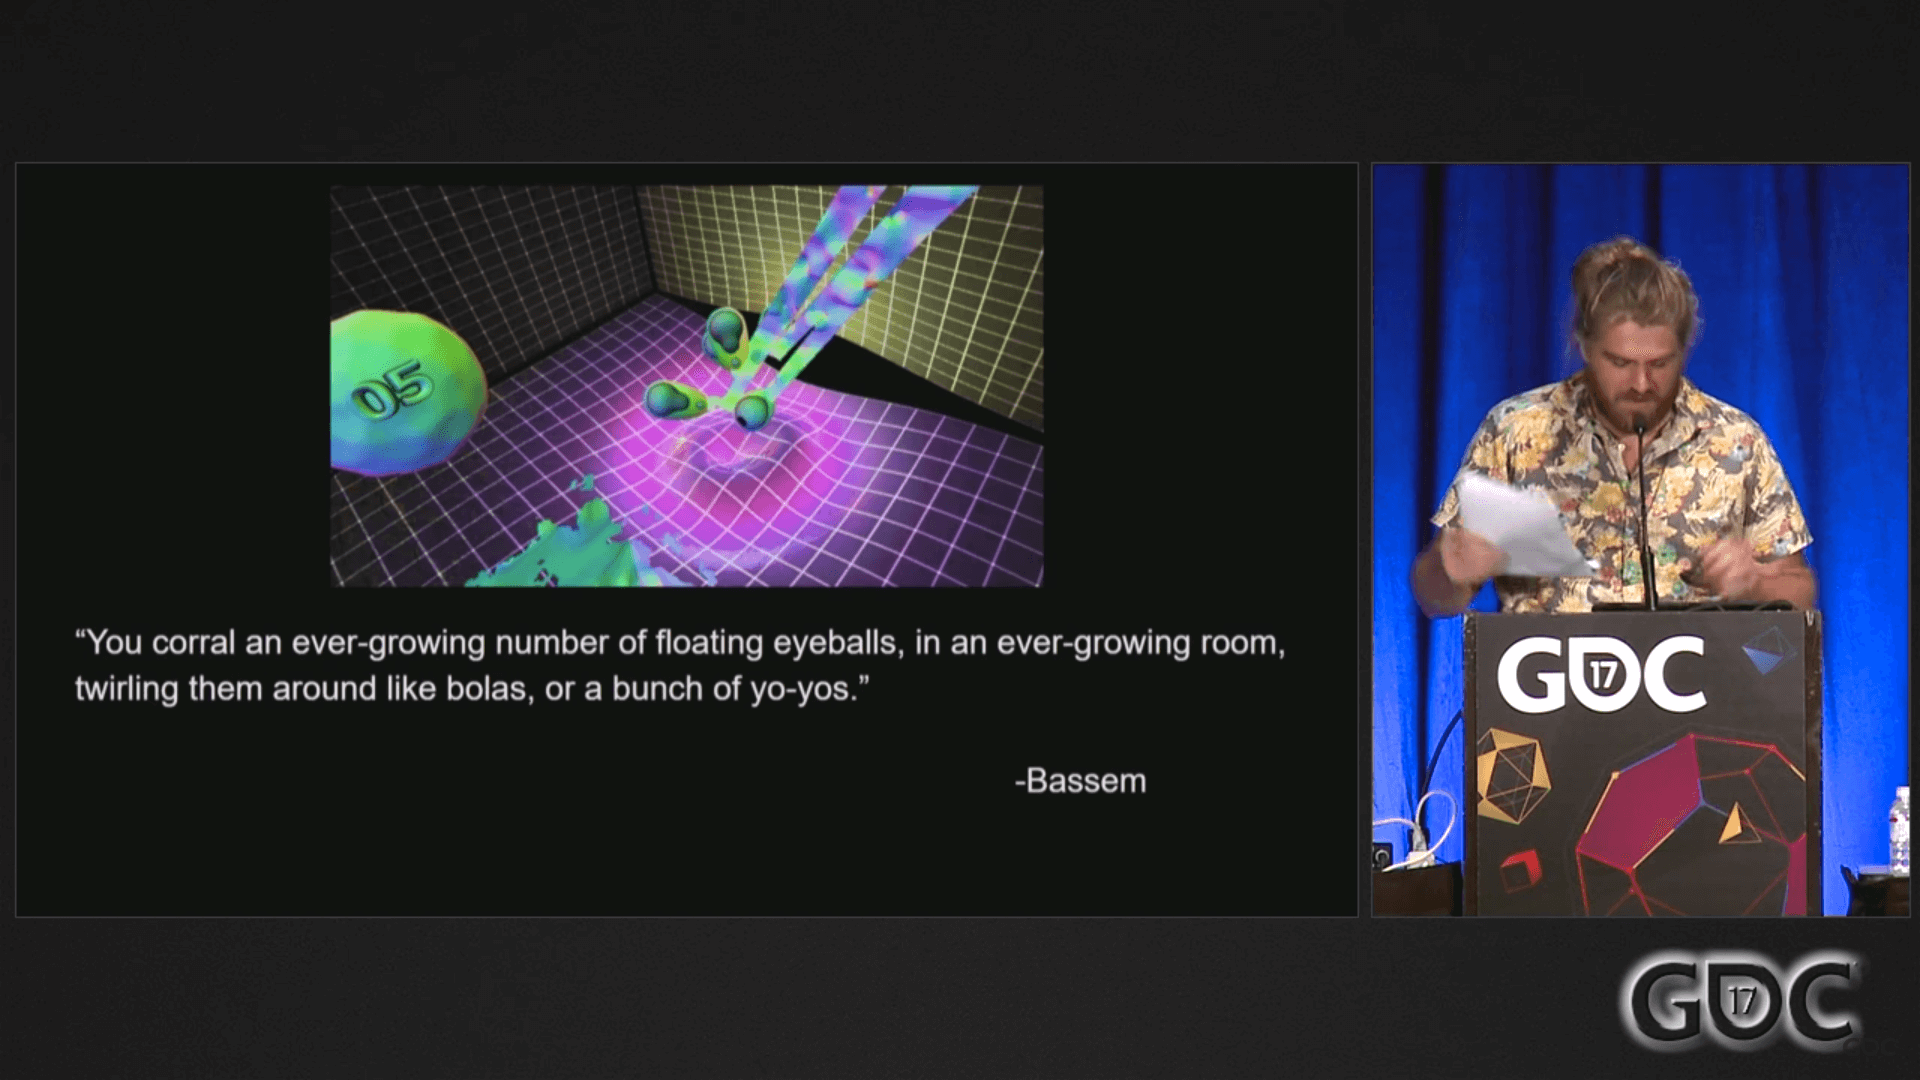 05
“You corral an ever-growing number of floating eyeballs, in an ever-growing room,
twirling them around like bolas, or a bunch of yo-yos.”
-Bassem
GDC 17
GDC 17